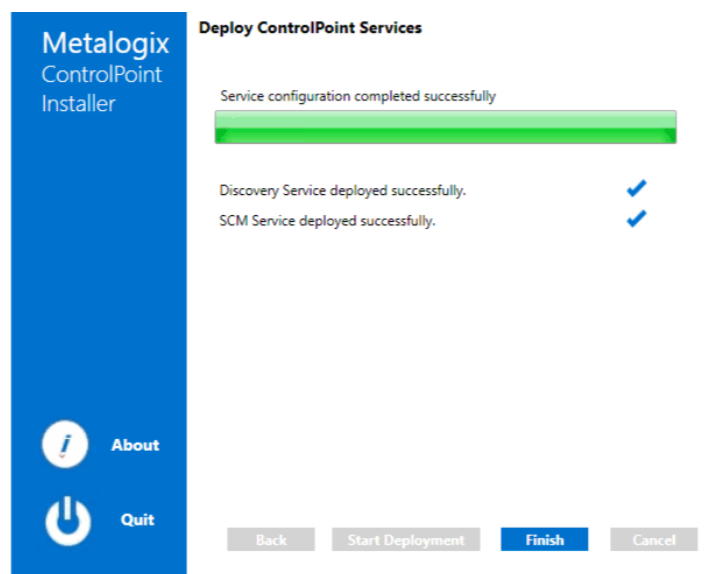 Metalogix
ControlPoint
Installer
Deploy ControlPoint Services
Service configuration completed successfully
Discovery Service deployed successfully.
SCM Service deployed successfully.
i About
Quit
Back Start Deployment Finish Cancel